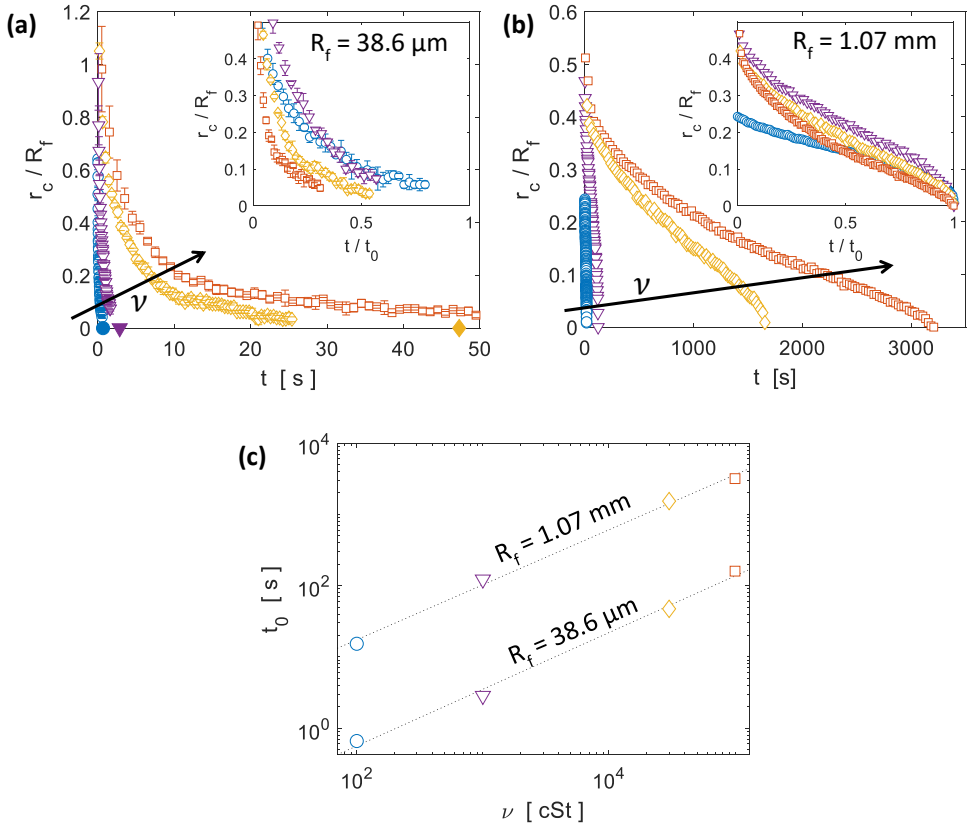 (a)
r_c / R_f
1.2
1
0.8
0.6
0.4
0.2
0
0 10 20 30 40 50
t [ s ]
ν
R_f = 38.6 μm
r_c / R_f
0.4
0.3
0.2
0.1
0
0 0.5 1
t / t_0
(b)
r_c / R_f
0.6
0.5
0.4
0.3
0.2
0.1
0
0 1000 2000 3000
t [s]
ν
R_f = 1.07 mm
r_c / R_f
0.4
0.3
0.2
0.1
0
0 0.5 1
t / t_0
(c)
t_0 [ s ]
10^4
10^2
10^0
10^2 10^4
ν [ cSt ]
R_f = 1.07 mm
R_f = 38.6 μm